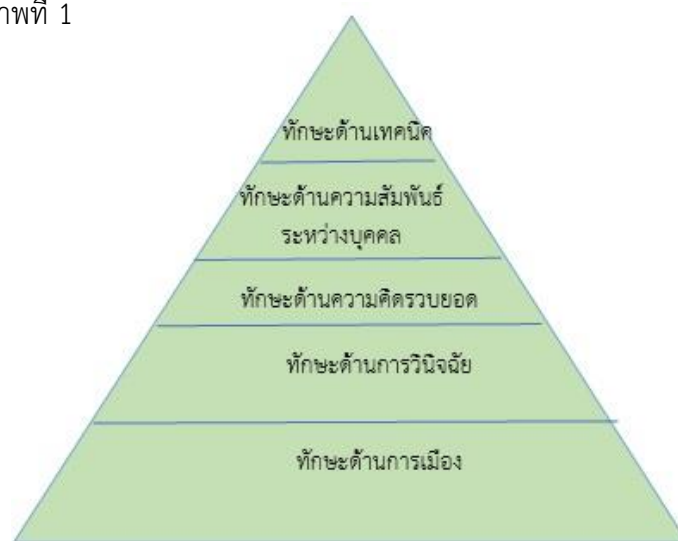 าพที่ 1
ทักษะด้านเทคนิค
ทักษะด้านความสัมพันธ์
ระหว่างบุคคล
ทักษะด้านความคิดรวบยอด
ทักษะด้านการวินิจฉัย
ทักษะด้านการเมือง